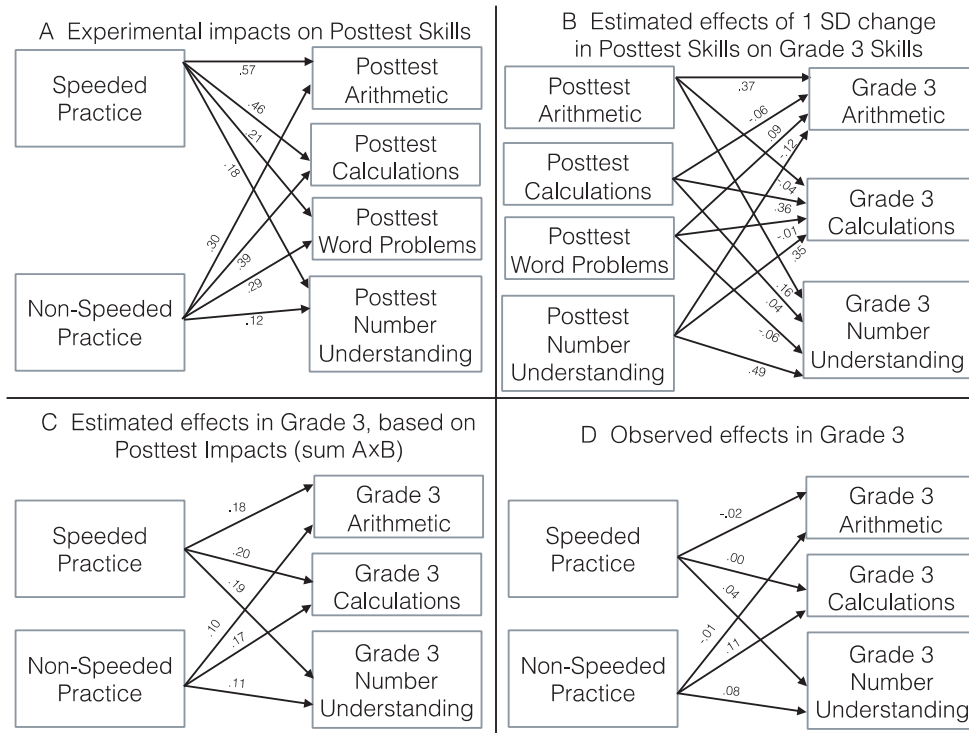 A Experimental impacts on Posttest Skills
Speeded
Practice
Non-Speeded
Practice
.57
.46
.21
.18
.30
.39
.29
.12
Posttest
Arithmetic
Posttest
Calculations
Posttest
Word Problems
Posttest
Number
Understanding
B Estimated effects of 1 SD change
in Posttest Skills on Grade 3 Skills
Posttest
Arithmetic
Posttest
Calculations
Posttest
Word Problems
Posttest
Number
Understanding
.37
-.06
.09
-.12
-.04
.36
-.01
.35
.16
.04
-.06
.49
Grade 3
Arithmetic
Grade 3
Calculations
Grade 3
Number
Understanding
C Estimated effects in Grade 3, based on
Posttest Impacts (sum AxB)
Speeded
Practice
Non-Speeded
Practice
.18
.20
.19
.10
.17
.11
Grade 3
Arithmetic
Grade 3
Calculations
Grade 3
Number
Understanding
D Observed effects in Grade 3
Speeded
Practice
Non-Speeded
Practice
-.02
.00
.04
-.01
.11
.08
Grade 3
Arithmetic
Grade 3
Calculations
Grade 3
Number
Understanding